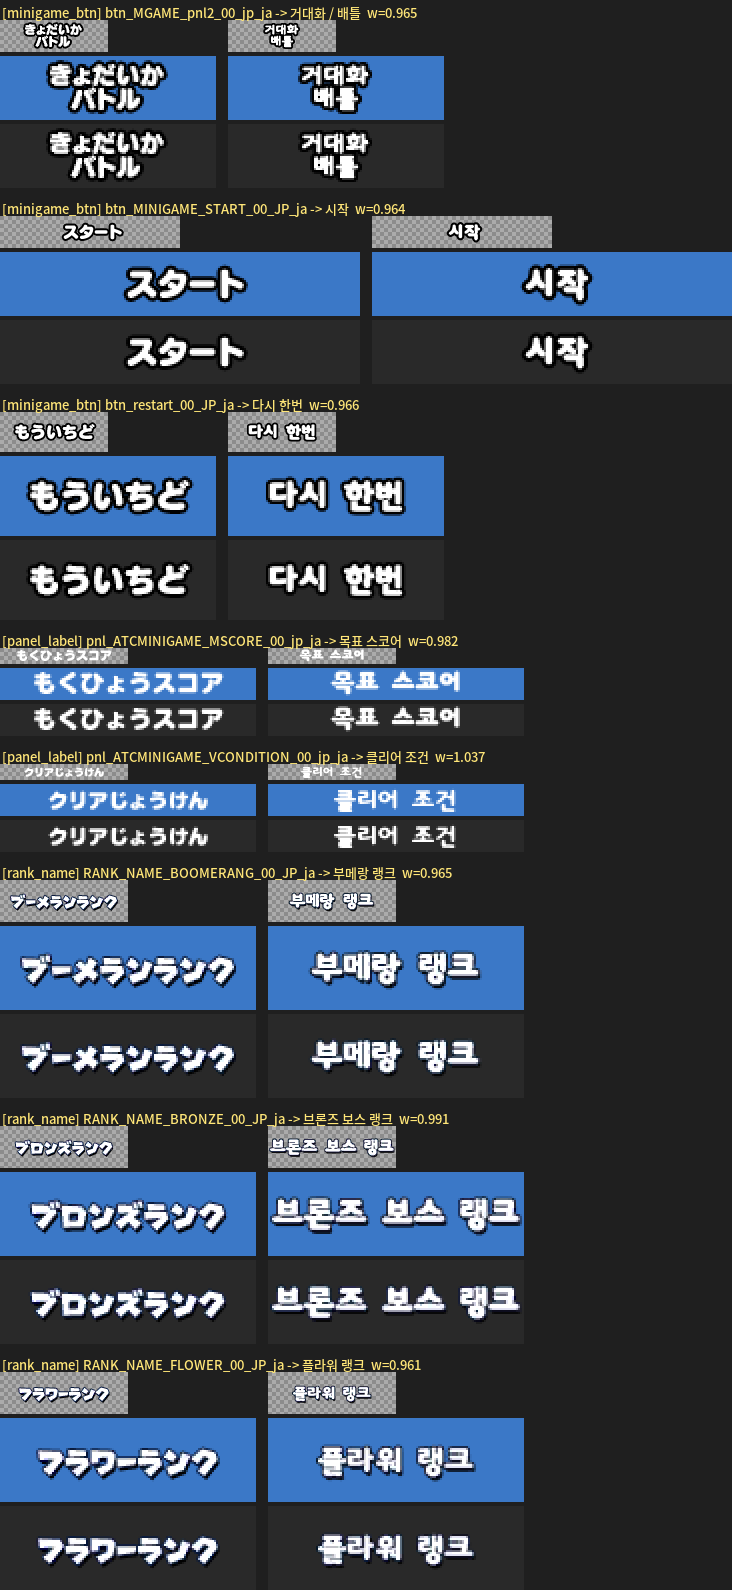 [minigame_btn] btn_MGAME_pnl2_00_jp_ja -> 거대화 / 배틀 w=0.965
きょだいか 거대화
バトル 배틀
きょだいか 거대화
バトル 배틀
きょだいか 거대화
バトル 배틀
[minigame_btn] btn_MINIGAME_START_00_JP_ja -> 시작 w=0.964
スタート 시작
スタート 시작
スタート 시작
[minigame_btn] btn_restart_00_JP_ja -> 다시 한번 w=0.966
もういちど 다시 한번
もういちど 다시 한번
もういちど 다시 한번
[panel_label] pnl_ATCMINIGAME_MSCORE_00_jp_ja -> 목표 스코어 w=0.982
もくひょうスコア 목표 스코어
もくひょうスコア 목표 스코어
もくひょうスコア 목표 스코어
[panel_label] pnl_ATCMINIGAME_VCONDITION_00_jp_ja -> 클리어 조건 w=1.037
クリアじょうけん 클리어 조건
クリアじょうけん 클리어 조건
クリアじょうけん 클리어 조건
[rank_name] RANK_NAME_BOOMERANG_00_JP_ja -> 부메랑 랭크 w=0.965
ブーメランランク 부메랑 랭크
ブーメランランク 부메랑 랭크
ブーメランランク 부메랑 랭크
[rank_name] RANK_NAME_BRONZE_00_JP_ja -> 브론즈 보스 랭크 w=0.991
ブロンズランク 브론즈 보스 랭크
ブロンズランク 브론즈 보스 랭크
ブロンズランク 브론즈 보스 랭크
[rank_name] RANK_NAME_FLOWER_00_JP_ja -> 플라워 랭크 w=0.961
フラワーランク 플라워 랭크
フラワーランク 플라워 랭크
フラワーランク 플라워 랭크